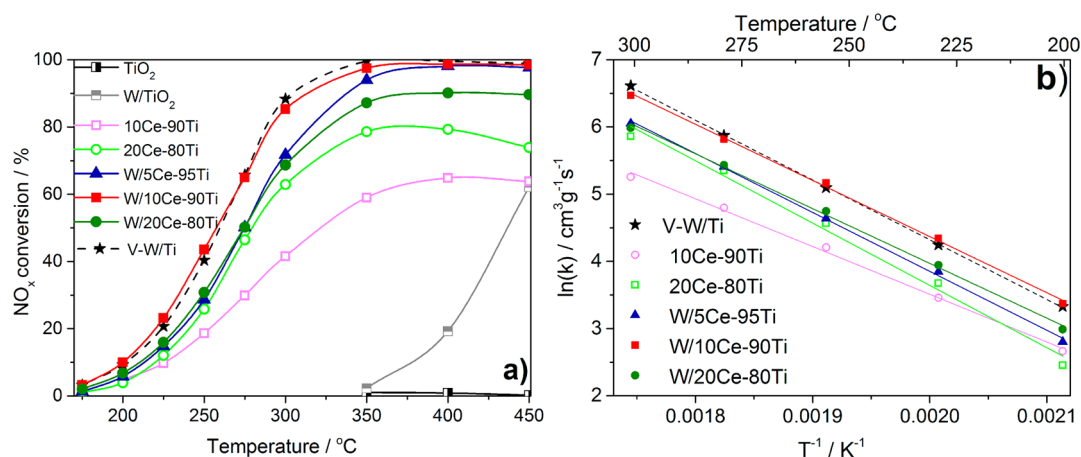 100
80
60
40
20
0
NOx conversion / %
TiO2
W/TiO2
10Ce-90Ti
20Ce-80Ti
W/5Ce-95Ti
W/10Ce-90Ti
W/20Ce-80Ti
V-W/Ti
a)
200 250 300 350 400 450
Temperature / °C
Temperature / °C
300 275 250 225 200
7
6
5
4
3
2
ln(k) / cm³g⁻¹s⁻¹
b)
V-W/Ti
10Ce-90Ti
20Ce-80Ti
W/5Ce-95Ti
W/10Ce-90Ti
W/20Ce-80Ti
0.0018 0.0019 0.0020 0.0021
T⁻¹ / K⁻¹